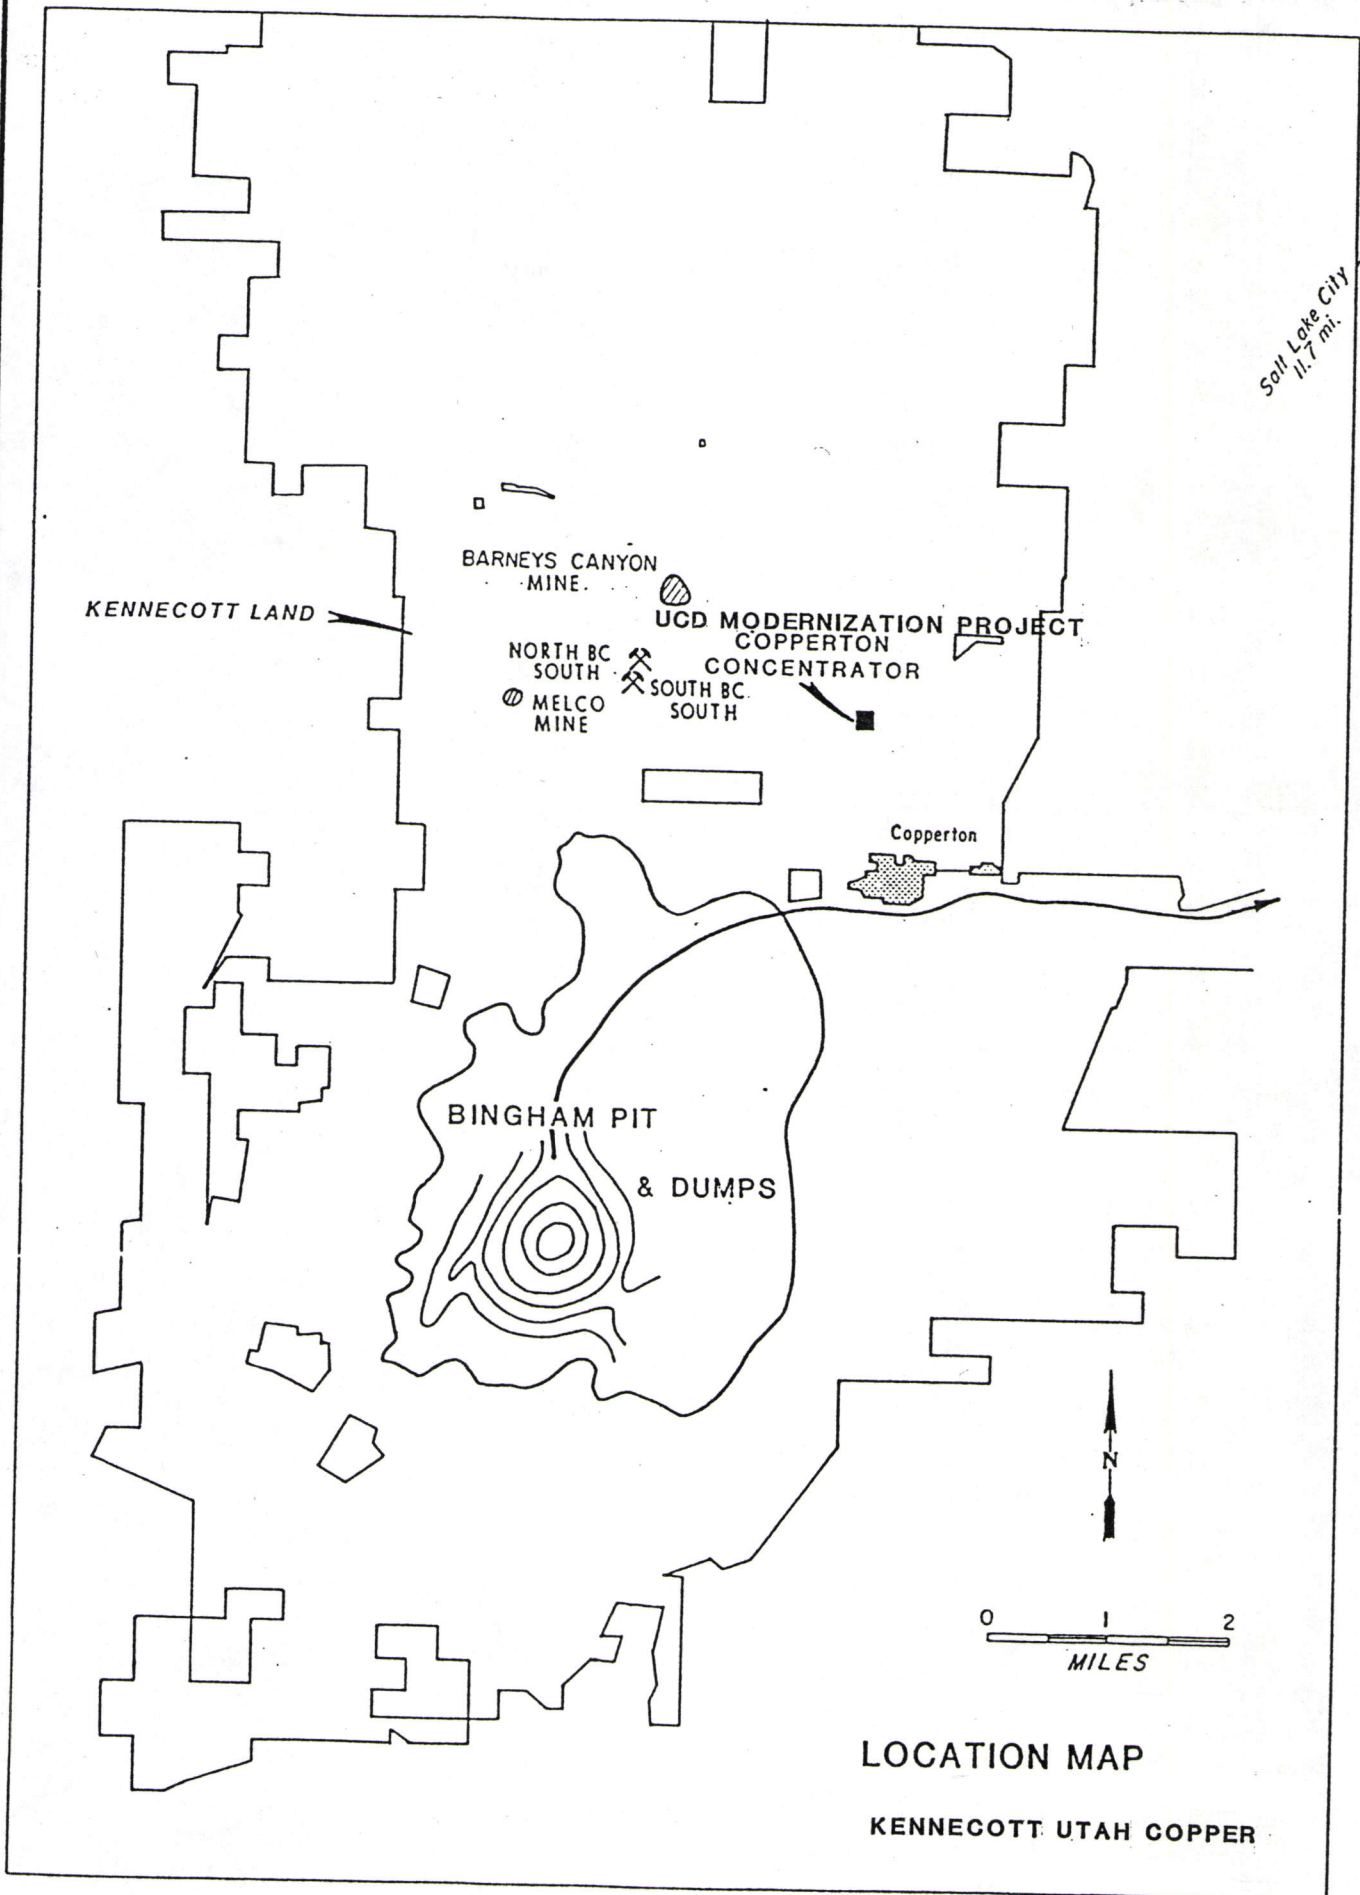 Salt Lake City
11.7 mi.
BARNEYS CANYON
MINE
KENNECOTT LAND
UCD MODERNIZATION PROJECT
COPPERTON
CONCENTRATOR
NORTH BC
SOUTH
SOUTH BC
SOUTH
MELCO
MINE
Copperton
BINGHAM PIT
& DUMPS
N
0 1 2
MILES
LOCATION MAP
KENNECOTT UTAH COPPER